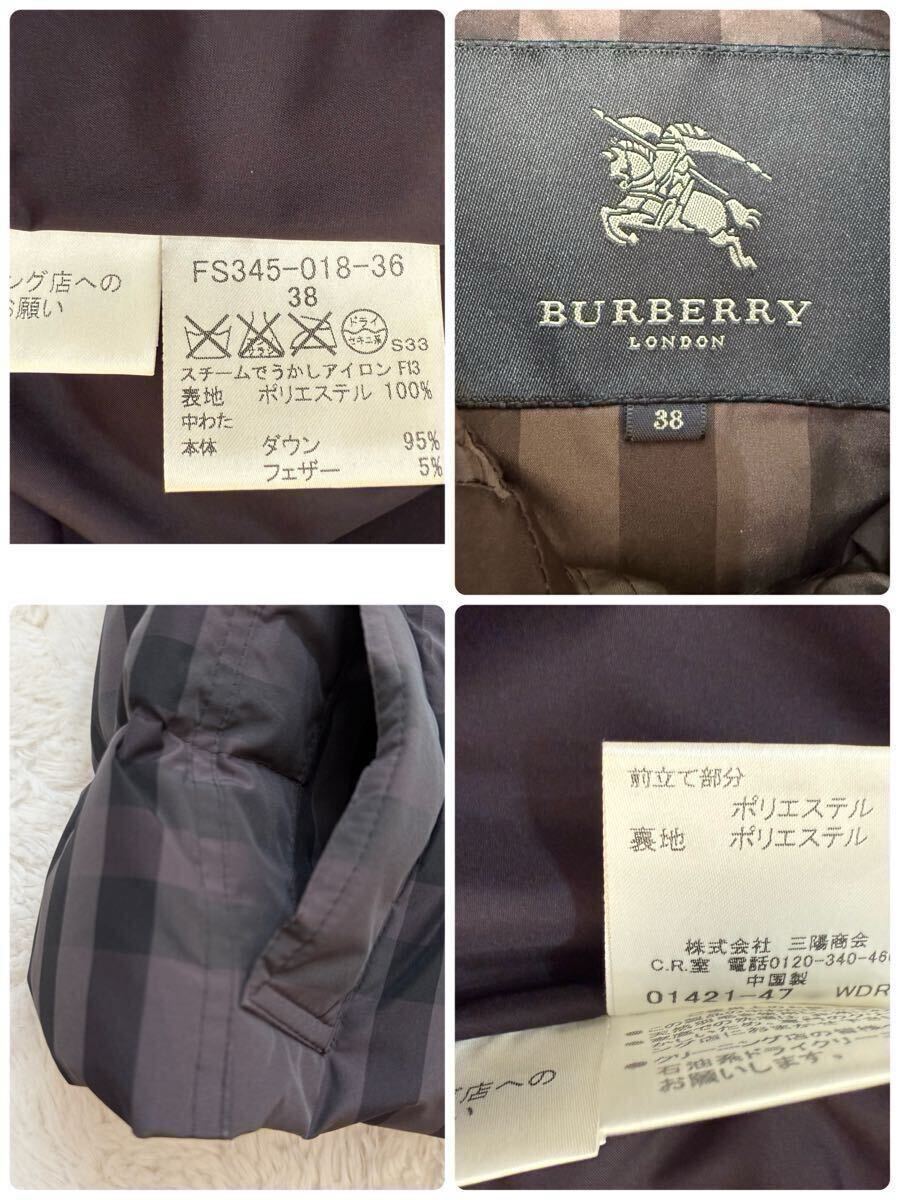 ング店への
お願い
FS345-018-36
38
ドライ
セキユ系
S33
スチームでうかしアイロン F13
表地 ポリエステル 100%
中わた
本体 ダウン 95%
フェザー 5%
BURBERRY
LONDON
38
前立て部分
ポリエステル
裏地 ポリエステル
株式会社 三陽商会
C.R.室 電話0120-340-460
中国製
01421-47 WDR
石油系ドライクリーニ
お願いします。
グ店への